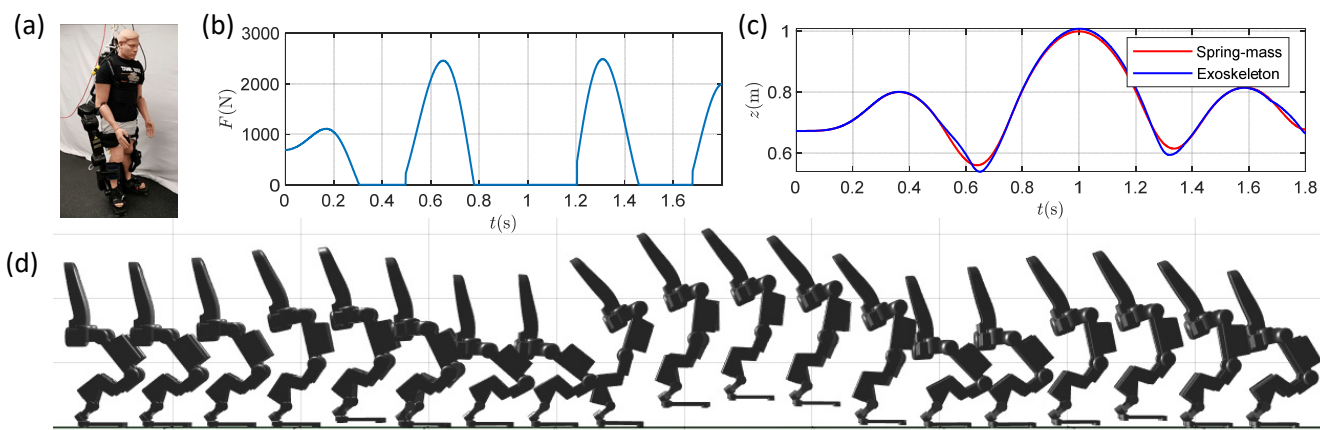 (a)
(b)
F(N)
3000
2000
1000
0
0 0.2 0.4 0.6 0.8 1 1.2 1.4 1.6
t(s)
(c)
z(m)
1
0.8
0.6
Spring-mass
Exoskeleton
0 0.2 0.4 0.6 0.8 1 1.2 1.4 1.6 1.8
t(s)
(d)